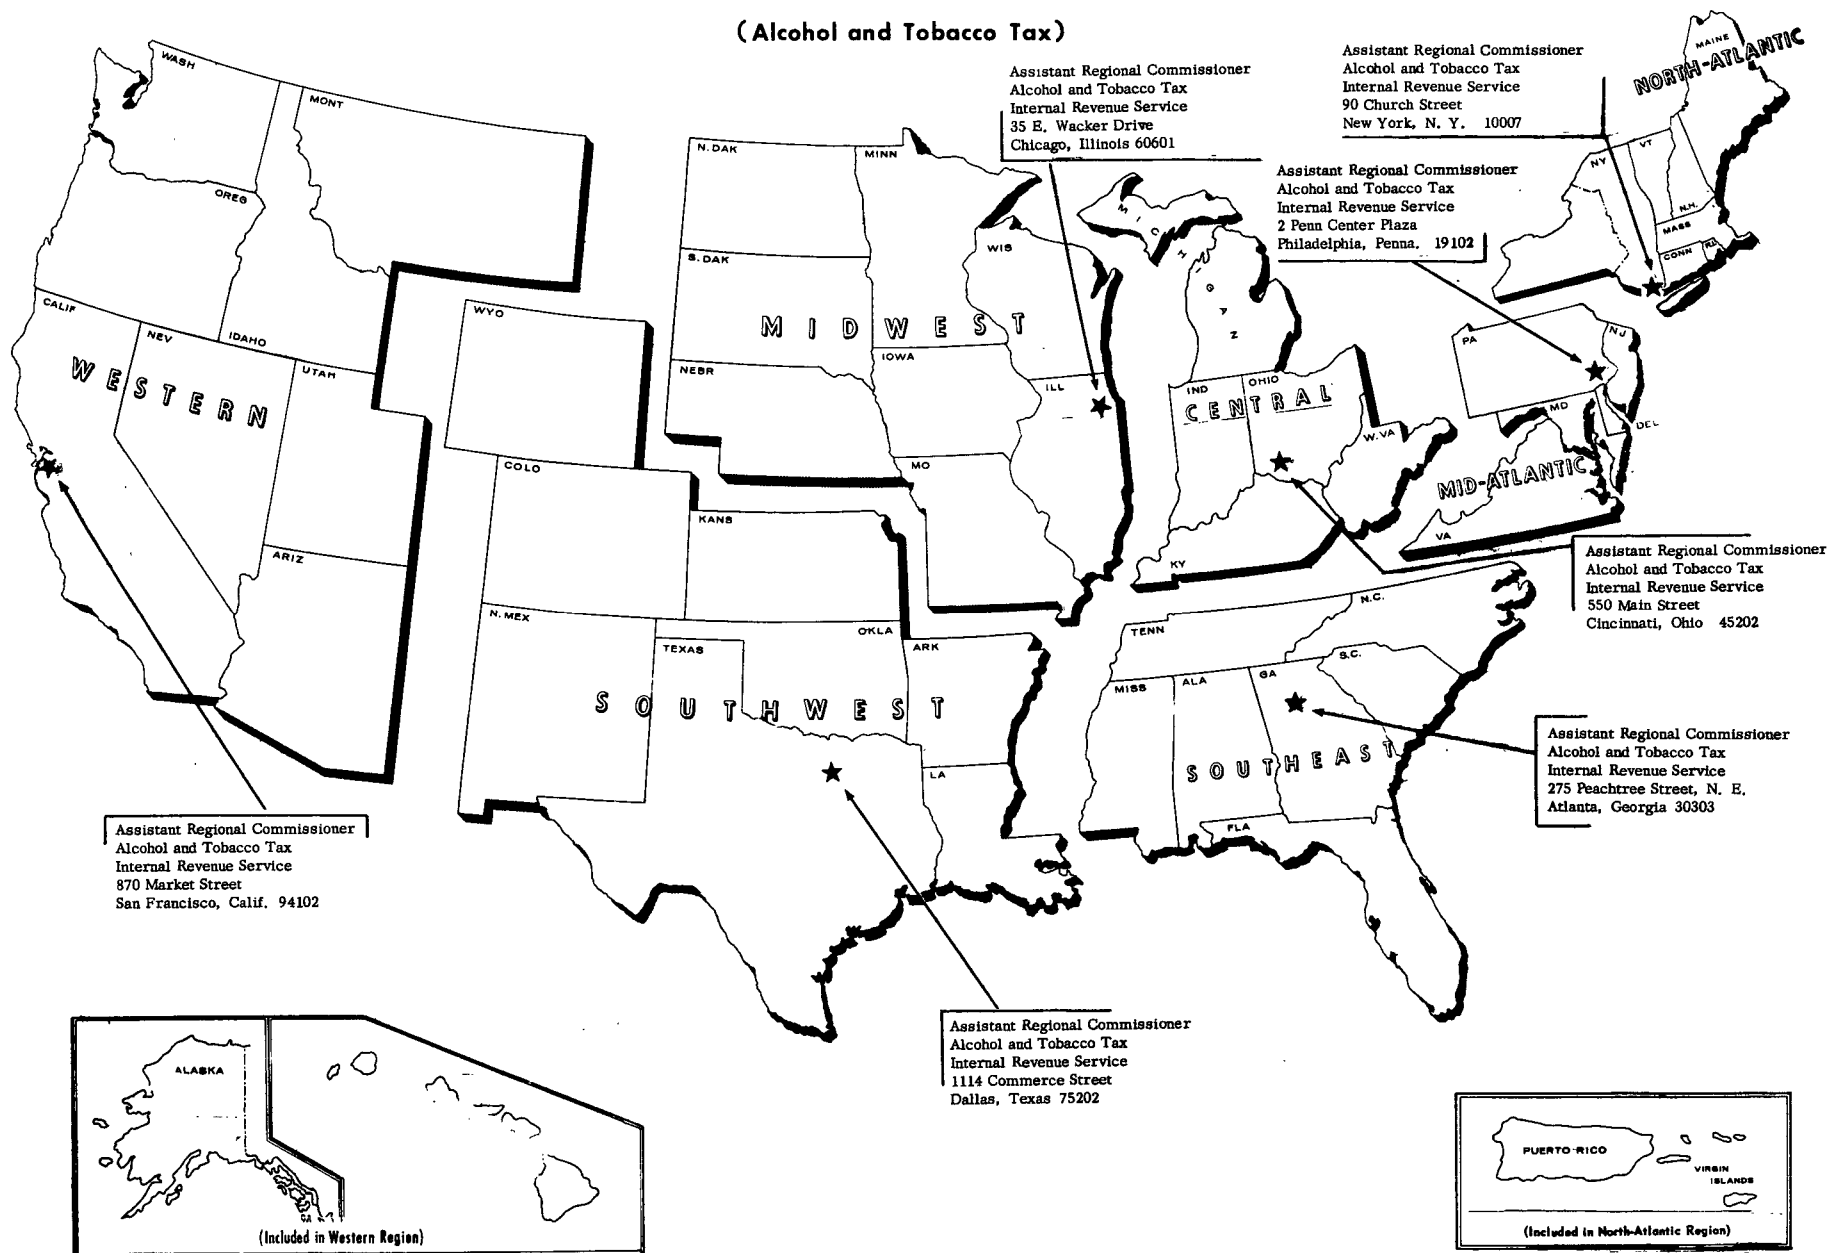 (Alcohol and Tobacco Tax)
Assistant Regional Commissioner
Alcohol and Tobacco Tax
Internal Revenue Service
35 E. Wacker Drive
Chicago, Illinois 60601
Assistant Regional Commissioner
Alcohol and Tobacco Tax
Internal Revenue Service
90 Church Street
New York, N. Y. 10007
Assistant Regional Commissioner
Alcohol and Tobacco Tax
Internal Revenue Service
2 Penn Center Plaza
Philadelphia, Penna. 19102
NORTH-ATLANTIC
MAINE
NY
VT
N.H.
MASS
CONN
R.I.
WASH
MONT
OREG
IDAHO
CALIF
NEV
UTAH
ARIZ
WESTERN
WYO
COLO
KANS
N. MEX
TEXAS
OKLA
ARK
LA
SOUTHWEST
N. DAK
MINN
S. DAK
WIS
MIDWEST
NEBR
IOWA
ILL
MO
MICHIGAN
IND
OHIO
CENTRAL
W. VA
KY
PA
NJ
MD
DEL
MID-ATLANTIC
VA
TENN
N.C.
S.C.
MISS
ALA
GA
SOUTHEAST
FLA
Assistant Regional Commissioner
Alcohol and Tobacco Tax
Internal Revenue Service
550 Main Street
Cincinnati, Ohio 45202
Assistant Regional Commissioner
Alcohol and Tobacco Tax
Internal Revenue Service
275 Peachtree Street, N. E.
Atlanta, Georgia 30303
Assistant Regional Commissioner
Alcohol and Tobacco Tax
Internal Revenue Service
870 Market Street
San Francisco, Calif. 94102
Assistant Regional Commissioner
Alcohol and Tobacco Tax
Internal Revenue Service
1114 Commerce Street
Dallas, Texas 75202
ALASKA
(Included in Western Region)
PUERTO RICO
VIRGIN
ISLANDS
(Included in North-Atlantic Region)